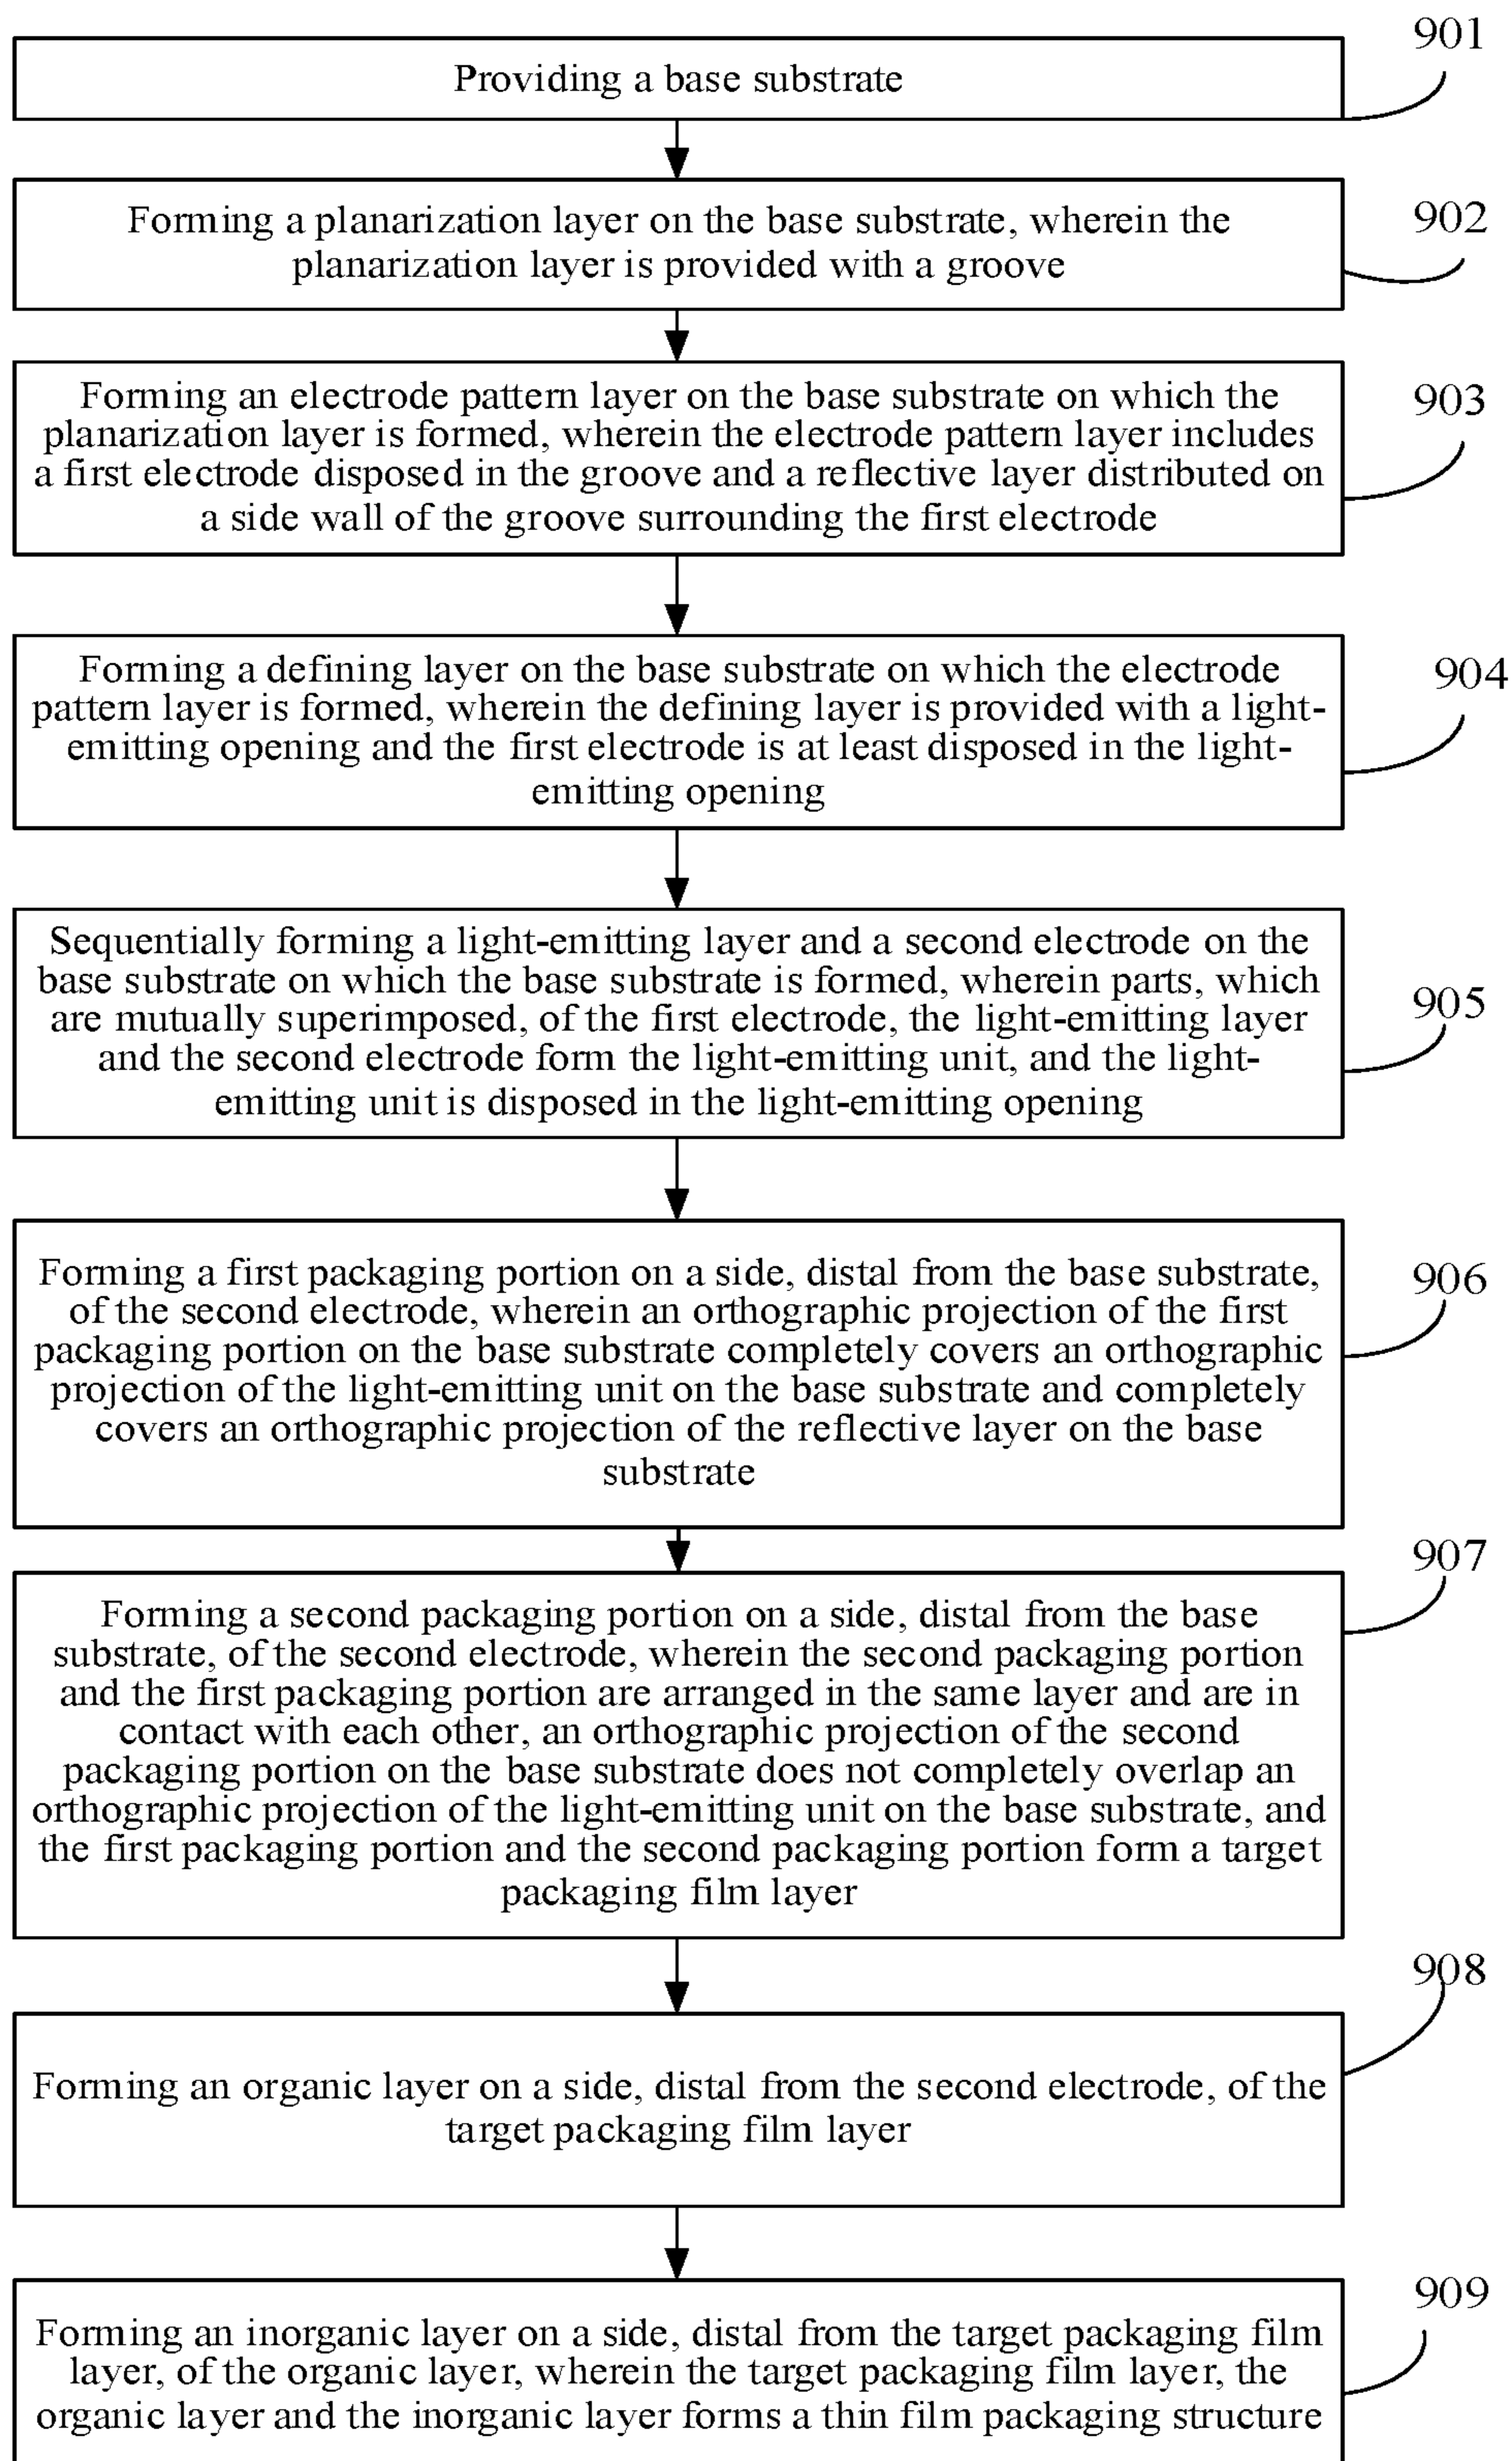 901
Providing a base substrate
902
Forming a planarization layer on the base substrate, wherein the
planarization layer is provided with a groove
903
Forming an electrode pattern layer on the base substrate on which the
planarization layer is formed, wherein the electrode pattern layer includes
a first electrode disposed in the groove and a reflective layer distributed on
a side wall of the groove surrounding the first electrode
904
Forming a defining layer on the base substrate on which the electrode
pattern layer is formed, wherein the defining layer is provided with a light-
emitting opening and the first electrode is at least disposed in the light-
emitting opening
905
Sequentially forming a light-emitting layer and a second electrode on the
base substrate on which the base substrate is formed, wherein parts, which
are mutually superimposed, of the first electrode, the light-emitting layer
and the second electrode form the light-emitting unit, and the light-
emitting unit is disposed in the light-emitting opening
906
Forming a first packaging portion on a side, distal from the base substrate,
of the second electrode, wherein an orthographic projection of the first
packaging portion on the base substrate completely covers an orthographic
projection of the light-emitting unit on the base substrate and completely
covers an orthographic projection of the reflective layer on the base
substrate
907
Forming a second packaging portion on a side, distal from the base
substrate, of the second electrode, wherein the second packaging portion
and the first packaging portion are arranged in the same layer and are in
contact with each other, an orthographic projection of the second
packaging portion on the base substrate does not completely overlap an
orthographic projection of the light-emitting unit on the base substrate, and
the first packaging portion and the second packaging portion form a target
packaging film layer
908
Forming an organic layer on a side, distal from the second electrode, of the
target packaging film layer
909
Forming an inorganic layer on a side, distal from the target packaging film
layer, of the organic layer, wherein the target packaging film layer, the
organic layer and the inorganic layer forms a thin film packaging structure